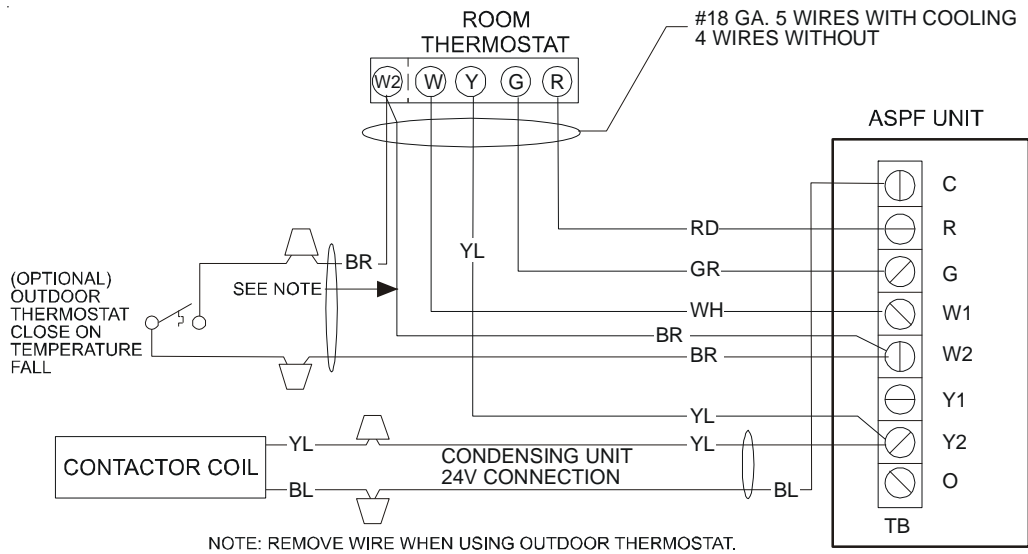 ROOM
THERMOSTAT
#18 GA. 5 WIRES WITH COOLING
4 WIRES WITHOUT
W2 W Y G R
ASPF UNIT
C
R
G
W1
W2
Y1
Y2
O
TB
RD
GR
WH
BR
BR
YL
YL
YL
BR
SEE NOTE
(OPTIONAL)
OUTDOOR
THERMOSTAT
CLOSE ON
TEMPERATURE
FALL
CONTACTOR COIL
YL
BL
CONDENSING UNIT
24V CONNECTION
BL
NOTE: REMOVE WIRE WHEN USING OUTDOOR THERMOSTAT.